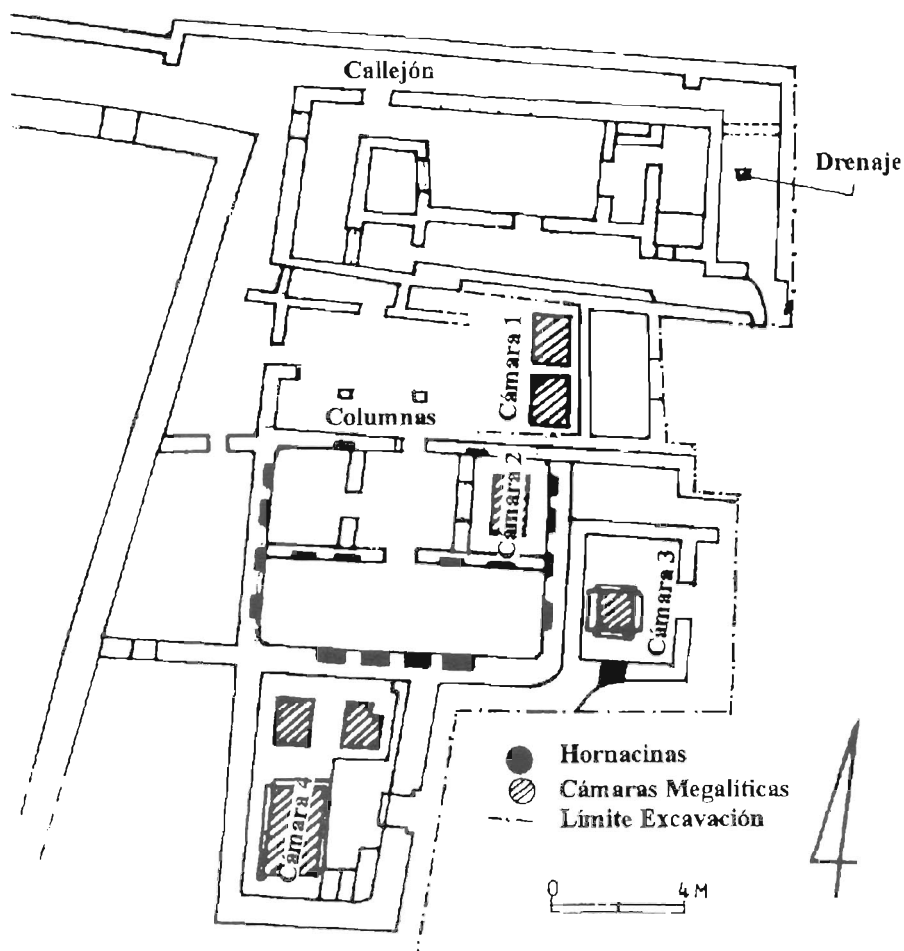 Callejón
Drenaje
Cámara 1
Columnas
Cámara 2
Cámara 3
Hornacinas
Cámaras Megalíticas
Límite Excavación
Cámara 4
0 4 M